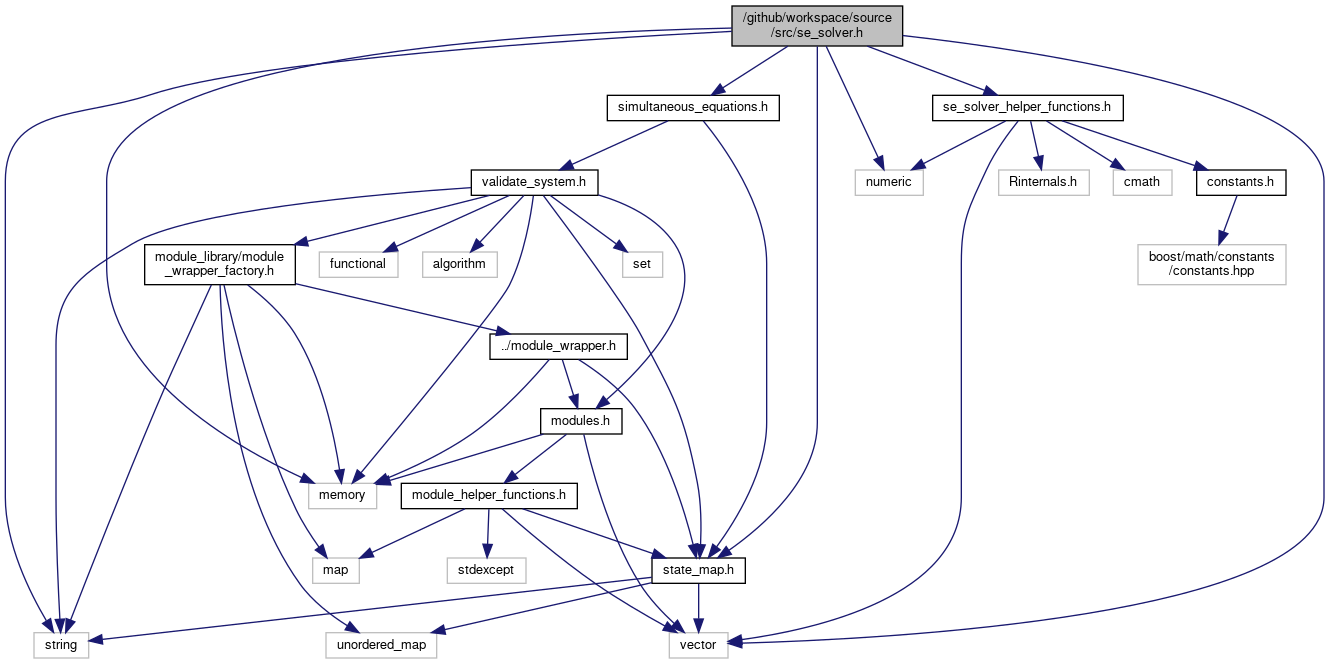 /github/workspace/source
/src/se_solver.h
simultaneous_equations.h
se_solver_helper_functions.h
validate_system.h
numeric
Rinternals.h
cmath
constants.h
module_library/module
_wrapper_factory.h
functional
algorithm
set
boost/math/constants
/constants.hpp
../module_wrapper.h
modules.h
memory
module_helper_functions.h
map
stdexcept
state_map.h
string
unordered_map
vector